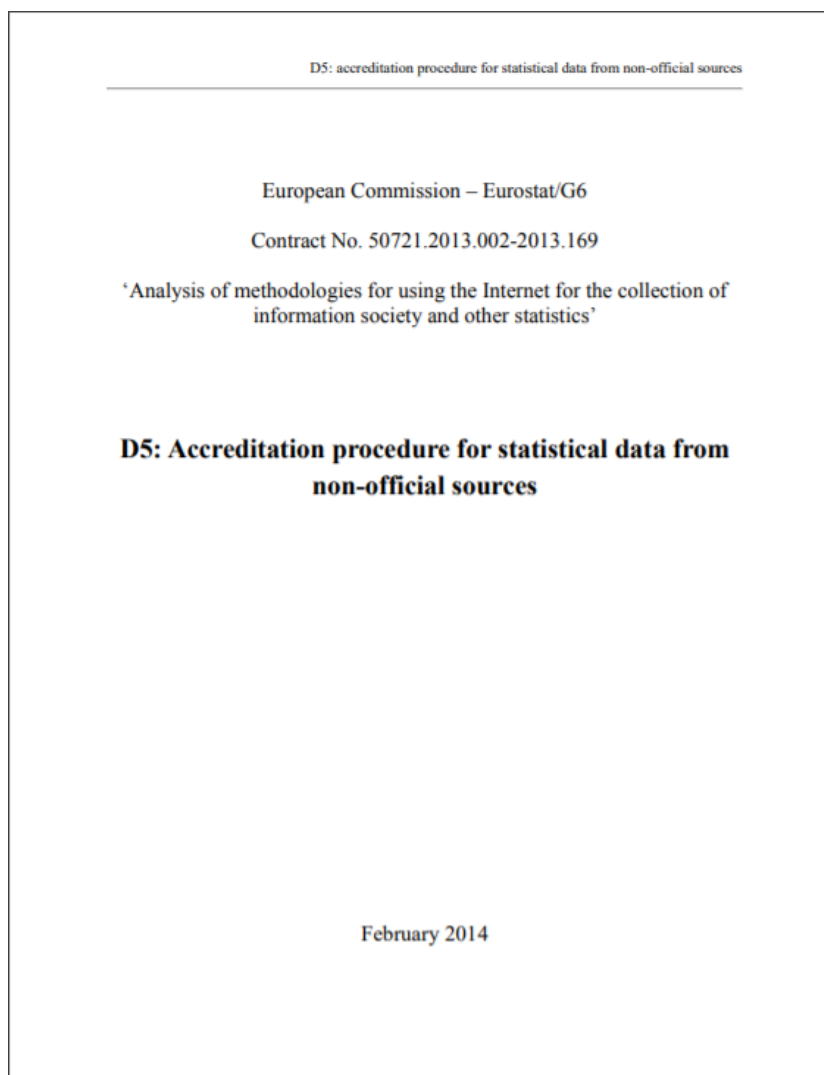 D5: accreditation procedure for statistical data from non-official sources
European Commission – Eurostat/G6
Contract No. 50721.2013.002-2013.169
‘Analysis of methodologies for using the Internet for the collection of
information society and other statistics’
D5: Accreditation procedure for statistical data from
non-official sources
February 2014